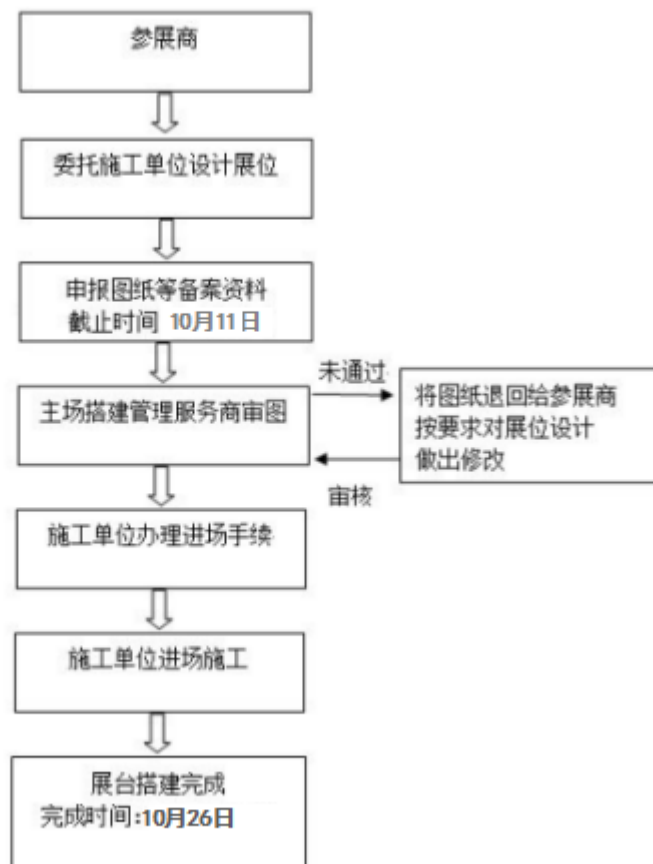 参展商
委托施工单位设计展位
申报图纸等备案资料
截止时间 10月11日
主场搭建管理服务商审图
未通过
将图纸退回给参展商
按要求对展位设计
做出修改
审核
施工单位办理进场手续
施工单位进场施工
展台搭建完成
完成时间:10月26日